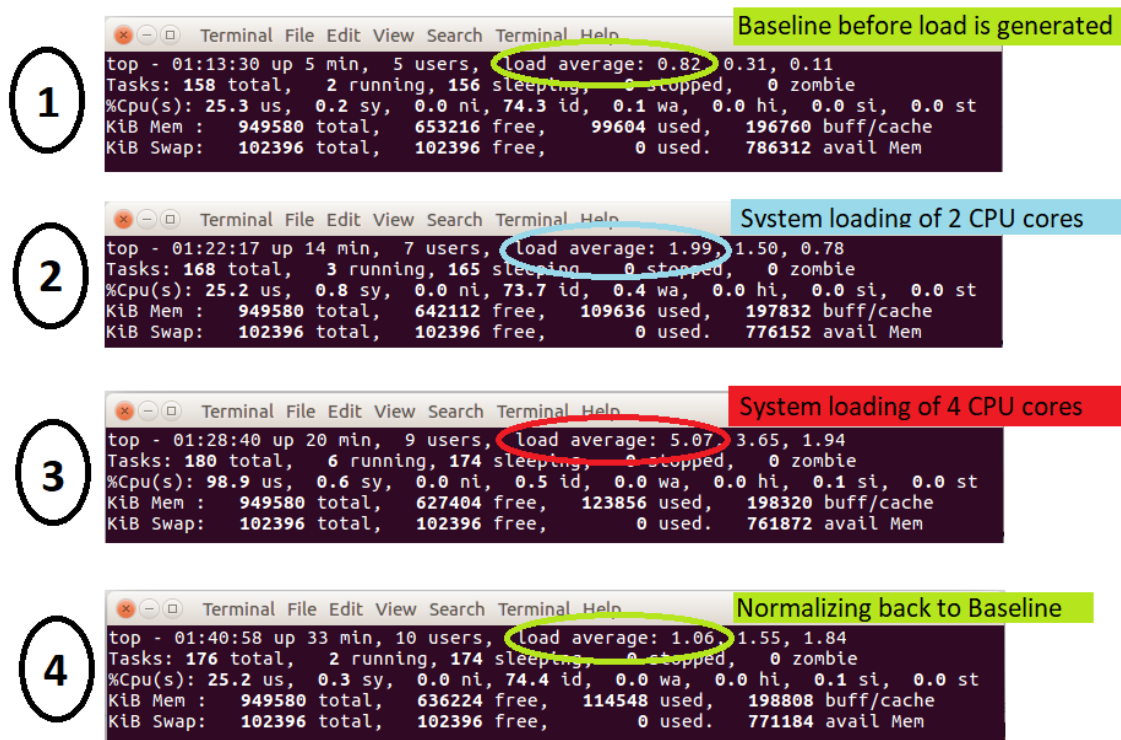 Baseline before load is generated
Terminal File Edit View Search Terminal Help
1
top - 01:13:30 up 5 min, 5 users, load average: 0.82, 0.31, 0.11
Tasks: 158 total, 2 running, 156 sleeping, 0 stopped, 0 zombie
%Cpu(s): 25.3 us, 0.2 sy, 0.0 ni, 74.3 id, 0.1 wa, 0.0 hi, 0.0 si, 0.0 st
KiB Mem : 949580 total, 653216 free, 99604 used, 196760 buff/cache
KiB Swap: 102396 total, 102396 free, 0 used. 786312 avail Mem
System loading of 2 CPU cores
Terminal File Edit View Search Terminal Help
2
top - 01:22:17 up 14 min, 7 users, load average: 1.99, 1.50, 0.78
Tasks: 168 total, 3 running, 165 sleeping, 0 stopped, 0 zombie
%Cpu(s): 25.2 us, 0.8 sy, 0.0 ni, 73.7 id, 0.4 wa, 0.0 hi, 0.0 si, 0.0 st
KiB Mem : 949580 total, 642112 free, 109636 used, 197832 buff/cache
KiB Swap: 102396 total, 102396 free, 0 used. 776152 avail Mem
System loading of 4 CPU cores
Terminal File Edit View Search Terminal Help
3
top - 01:28:40 up 20 min, 9 users, load average: 5.07, 3.65, 1.94
Tasks: 180 total, 6 running, 174 sleeping, 0 stopped, 0 zombie
%Cpu(s): 98.9 us, 0.6 sy, 0.0 ni, 0.5 id, 0.0 wa, 0.0 hi, 0.1 si, 0.0 st
KiB Mem : 949580 total, 627404 free, 123856 used, 198320 buff/cache
KiB Swap: 102396 total, 102396 free, 0 used. 761872 avail Mem
Normalizing back to Baseline
Terminal File Edit View Search Terminal Help
4
top - 01:40:58 up 33 min, 10 users, load average: 1.06, 1.55, 1.84
Tasks: 176 total, 2 running, 174 sleeping, 0 stopped, 0 zombie
%Cpu(s): 25.2 us, 0.3 sy, 0.0 ni, 74.4 id, 0.0 wa, 0.0 hi, 0.1 si, 0.0 st
KiB Mem : 949580 total, 636224 free, 114548 used, 198808 buff/cache
KiB Swap: 102396 total, 102396 free, 0 used. 771184 avail Mem